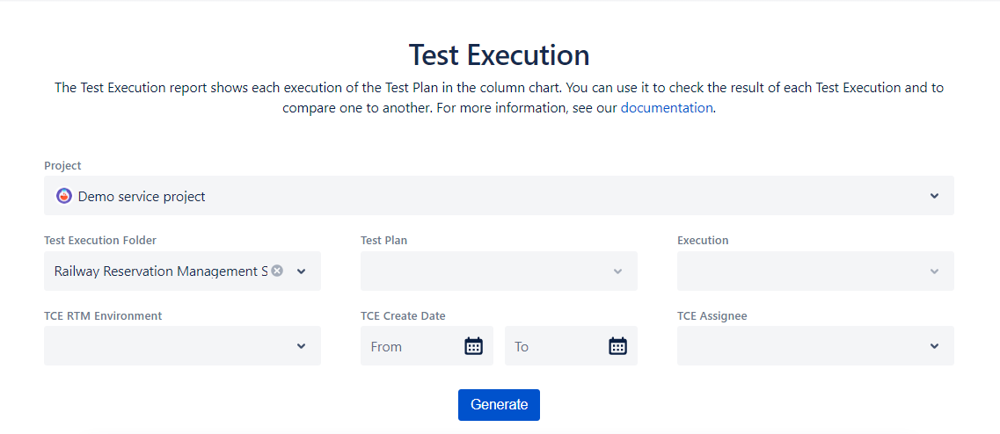 Test Execution
The Test Execution report shows each execution of the Test Plan in the column chart. You can use it to check the result of each Test Execution and to
compare one to another. For more information, see our documentation.
Project
Demo service project
Test Execution Folder
Test Plan
Execution
Railway Reservation Management S
TCE RTM Environment
TCE Create Date
TCE Assignee
From
To
Generate